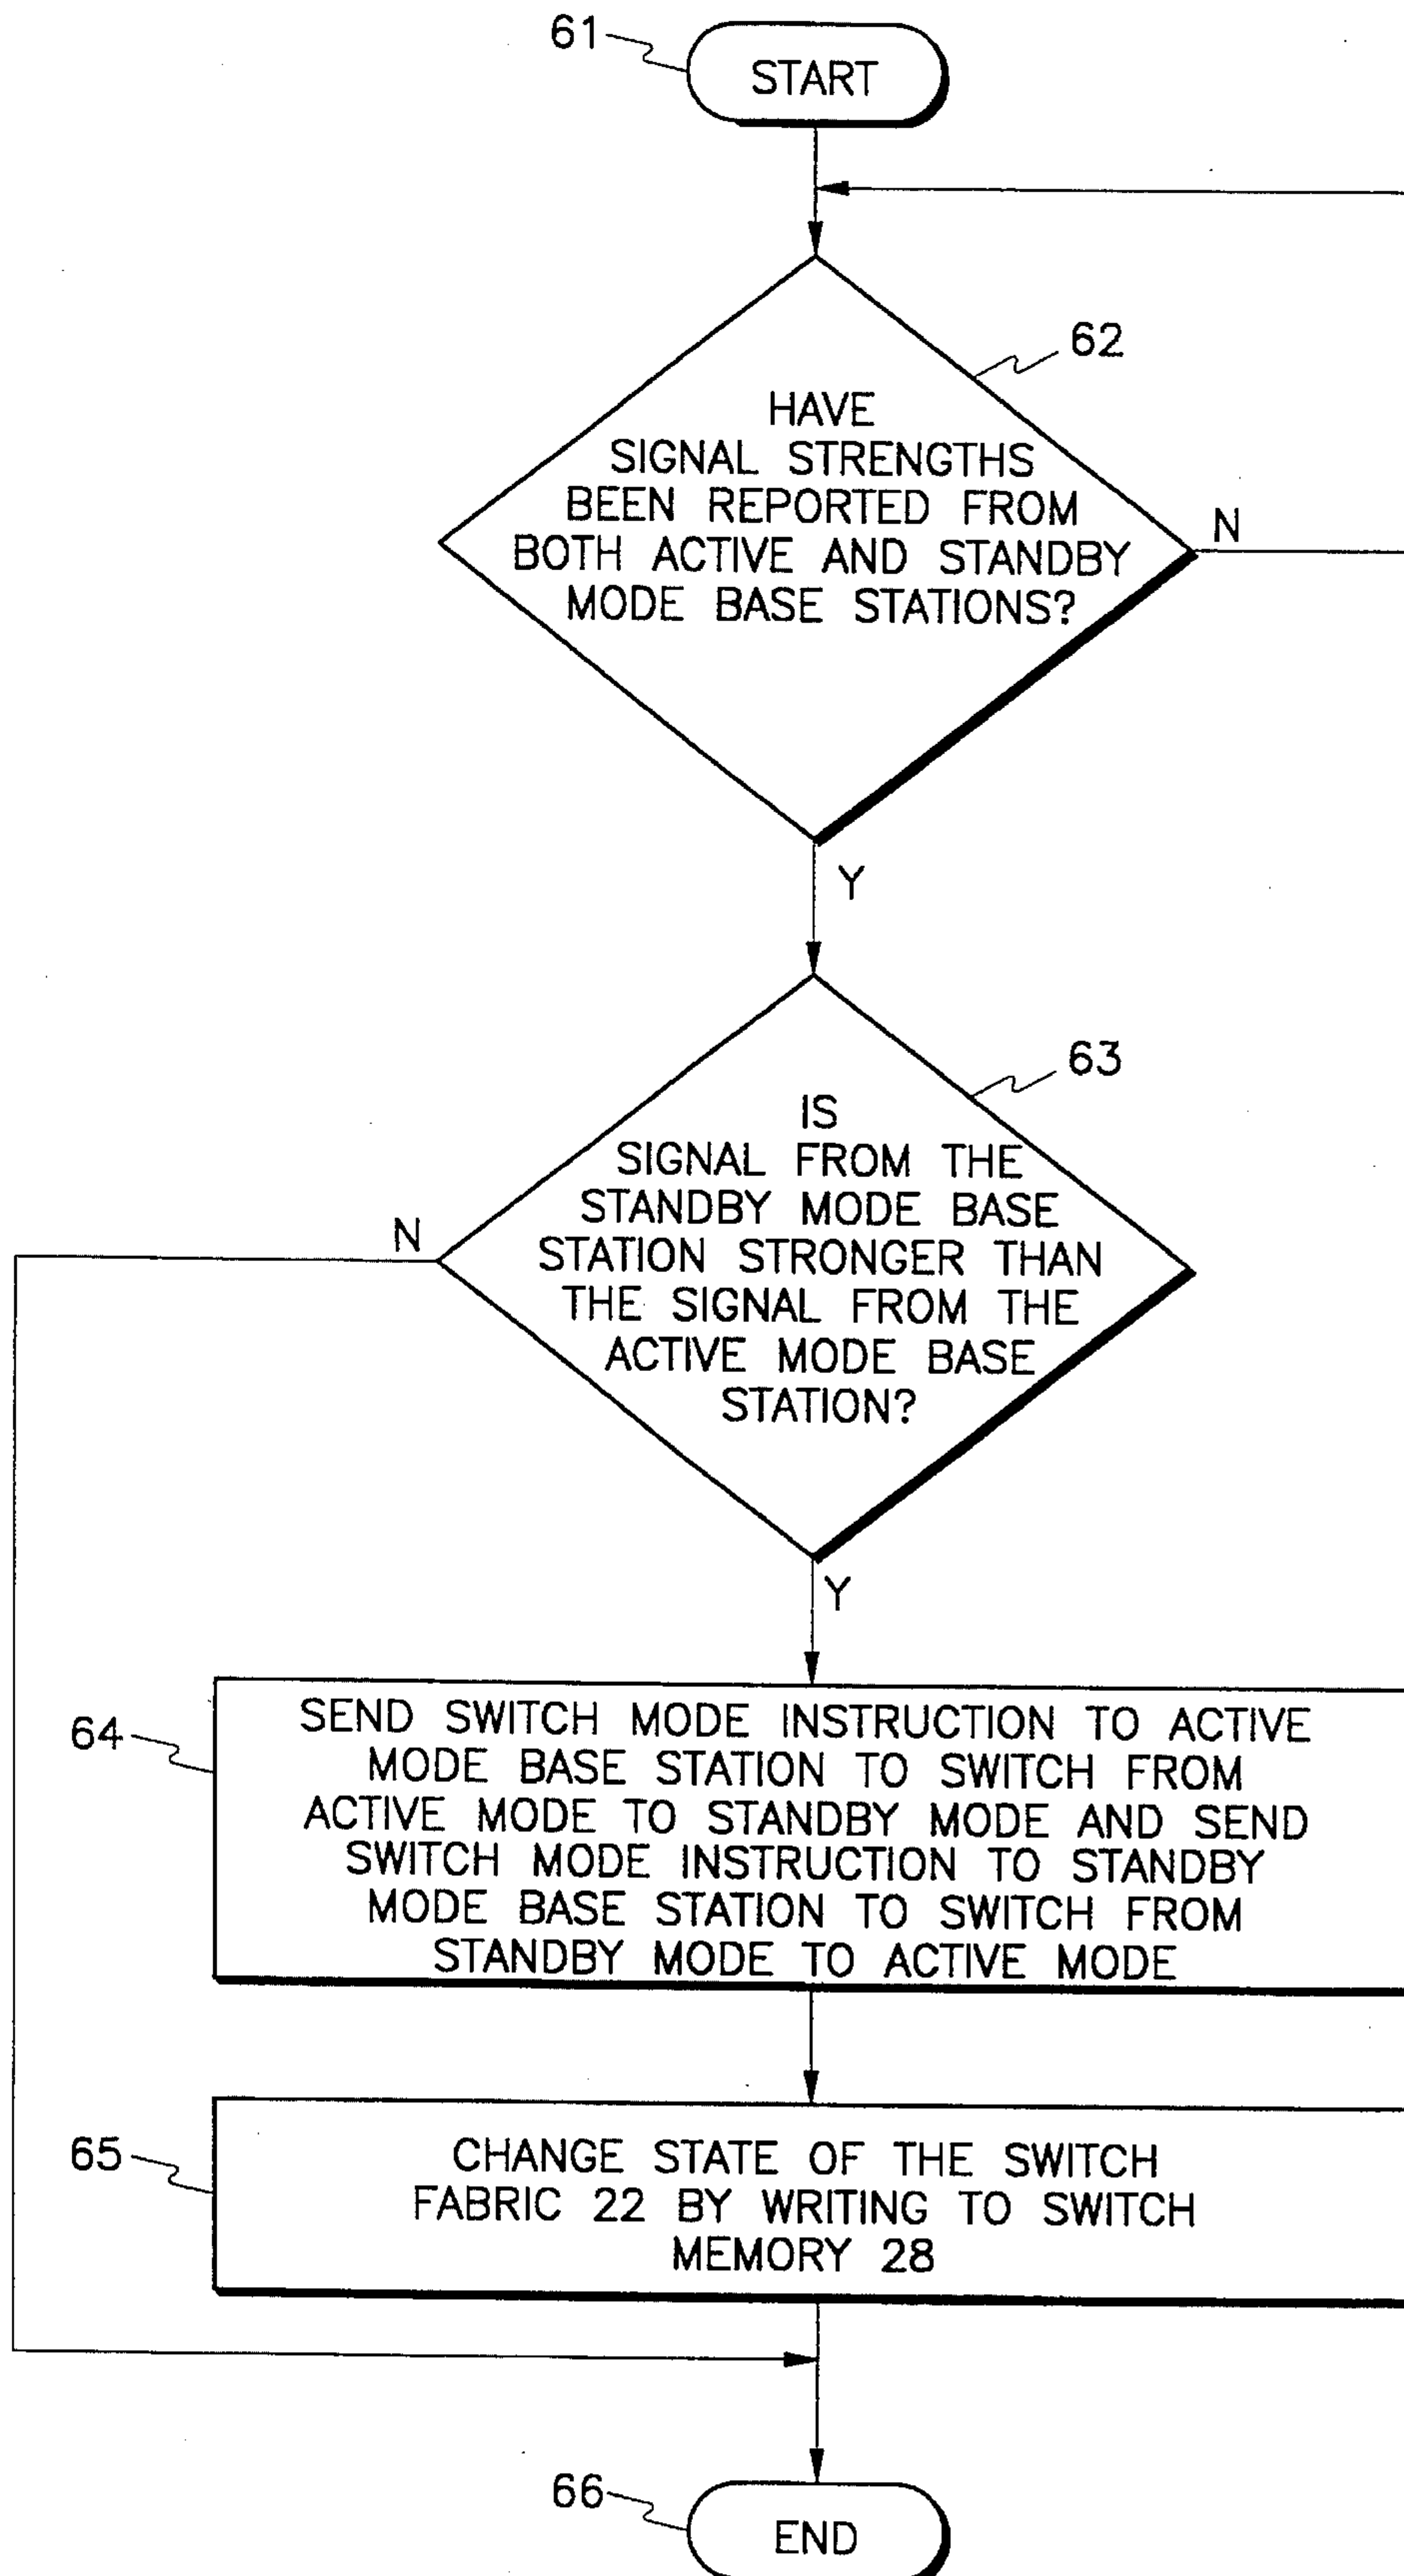 61
START
62
HAVE
SIGNAL STRENGTHS
BEEN REPORTED FROM
BOTH ACTIVE AND STANDBY
MODE BASE STATIONS?
N
Y
63
IS
SIGNAL FROM THE
STANDBY MODE BASE
STATION STRONGER THAN
THE SIGNAL FROM THE
ACTIVE MODE BASE
STATION?
N
Y
64
SEND SWITCH MODE INSTRUCTION TO ACTIVE
MODE BASE STATION TO SWITCH FROM
ACTIVE MODE TO STANDBY MODE AND SEND
SWITCH MODE INSTRUCTION TO STANDBY
MODE BASE STATION TO SWITCH FROM
STANDBY MODE TO ACTIVE MODE
65
CHANGE STATE OF THE SWITCH
FABRIC 22 BY WRITING TO SWITCH
MEMORY 28
66
END